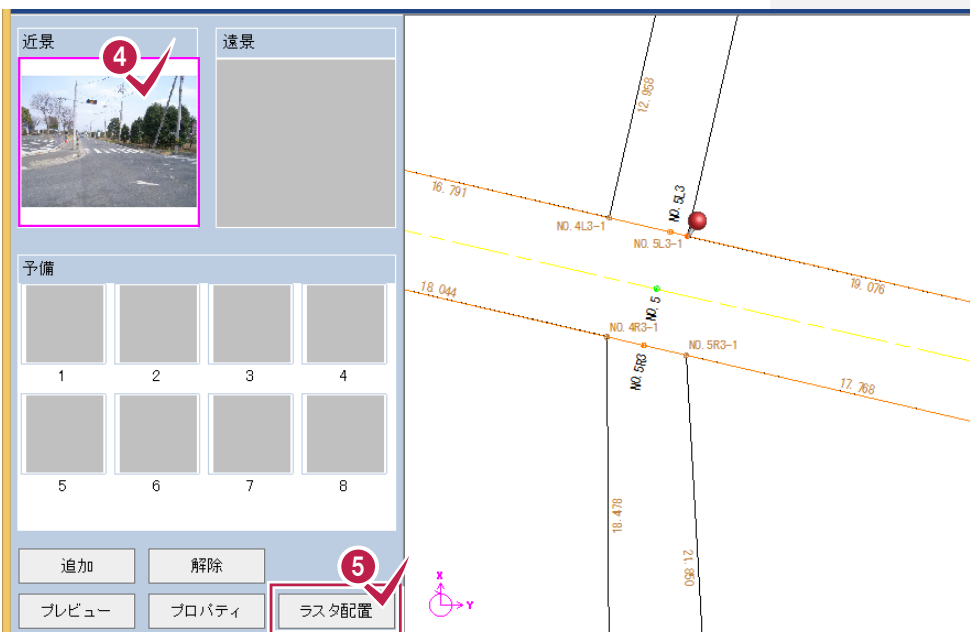 近景
遠景
4
予備
1
2
3
4
5
6
7
8
追加
解除
5
プレビュー
プロパティ
ラスタ配置
12.958
16.791
NO.5L3
NO.4L3-1
NO.5L3-1
19.076
18.044
NO.5
NO.4R3-1
NO.5R3-1
NO.5R3
17.768
18.478
21.850
X
Y